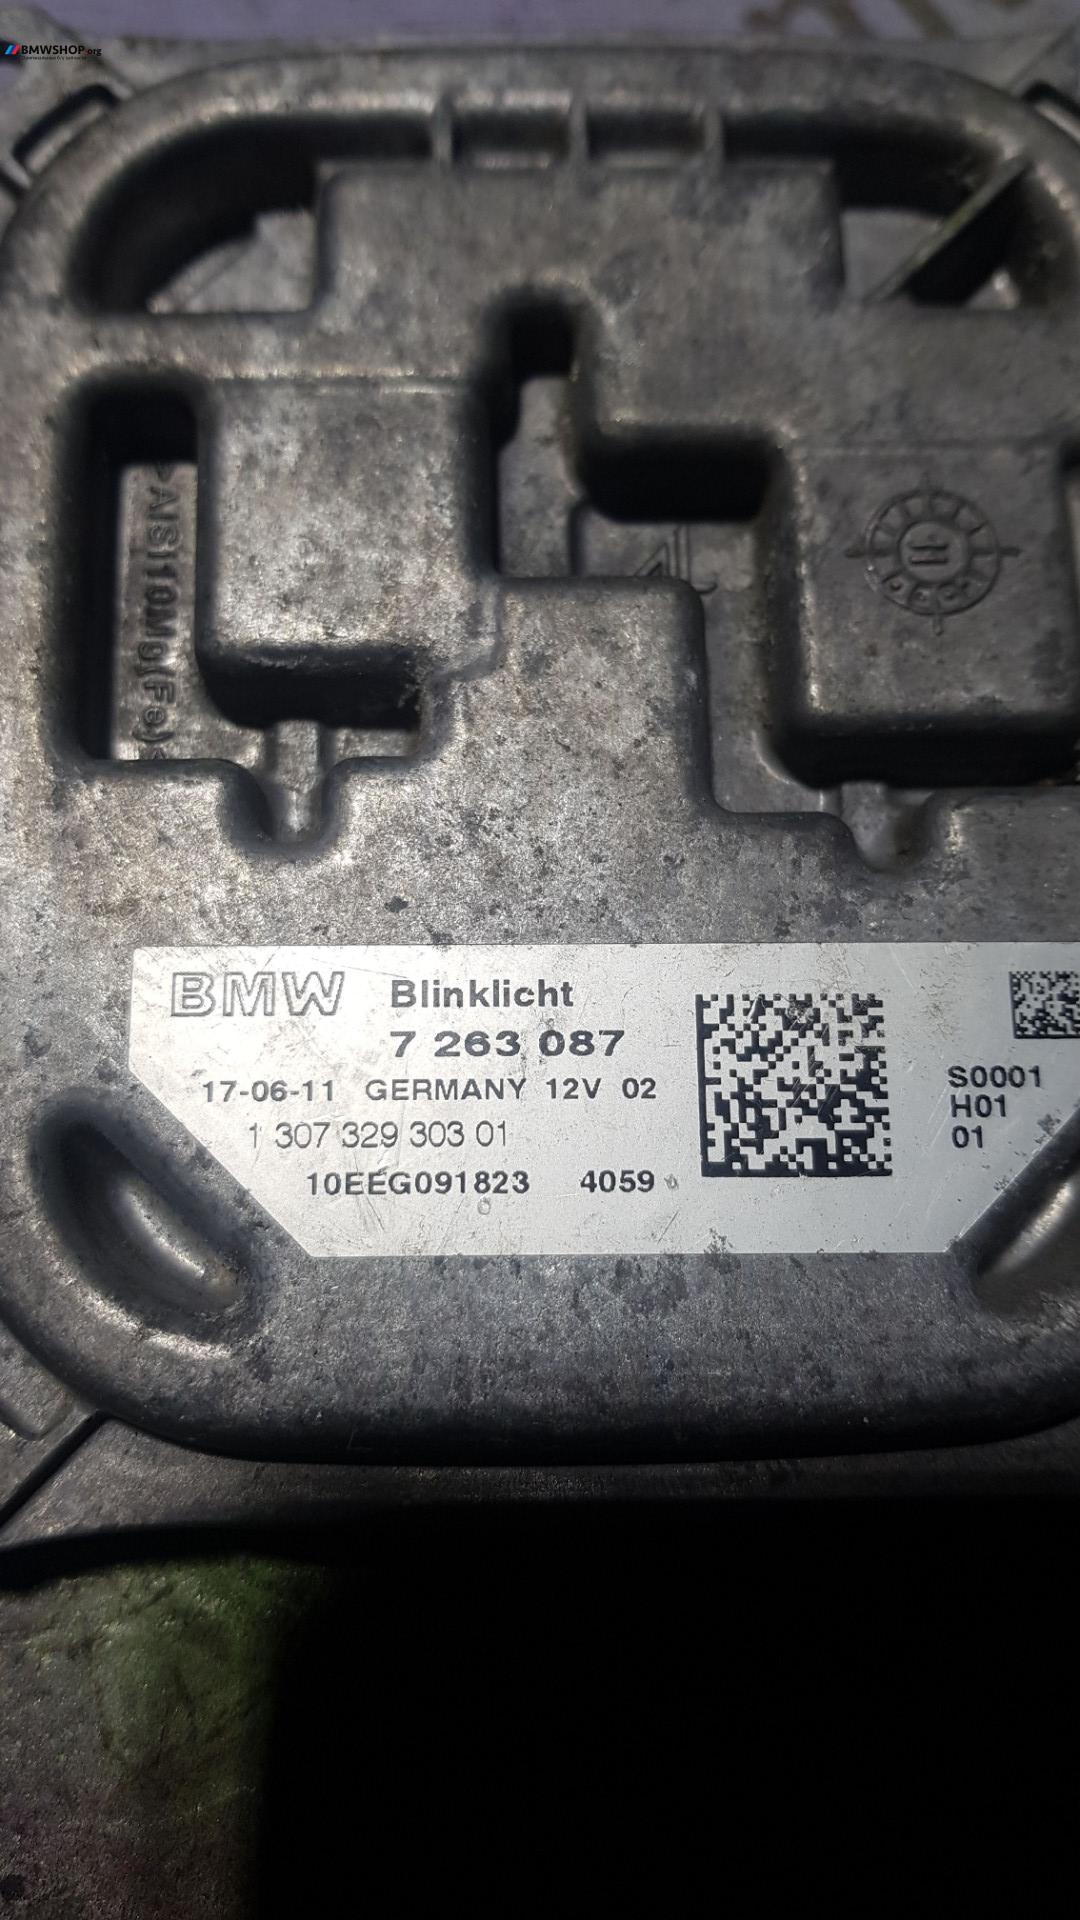 BMWSHOP.org
>AlSi10Mg(Fe)<
11
BMW Blinklicht
7 263 087
17-06-11 GERMANY 12V 02
1 307 329 303 01
10EEG091823 4059
S0001
H01
01